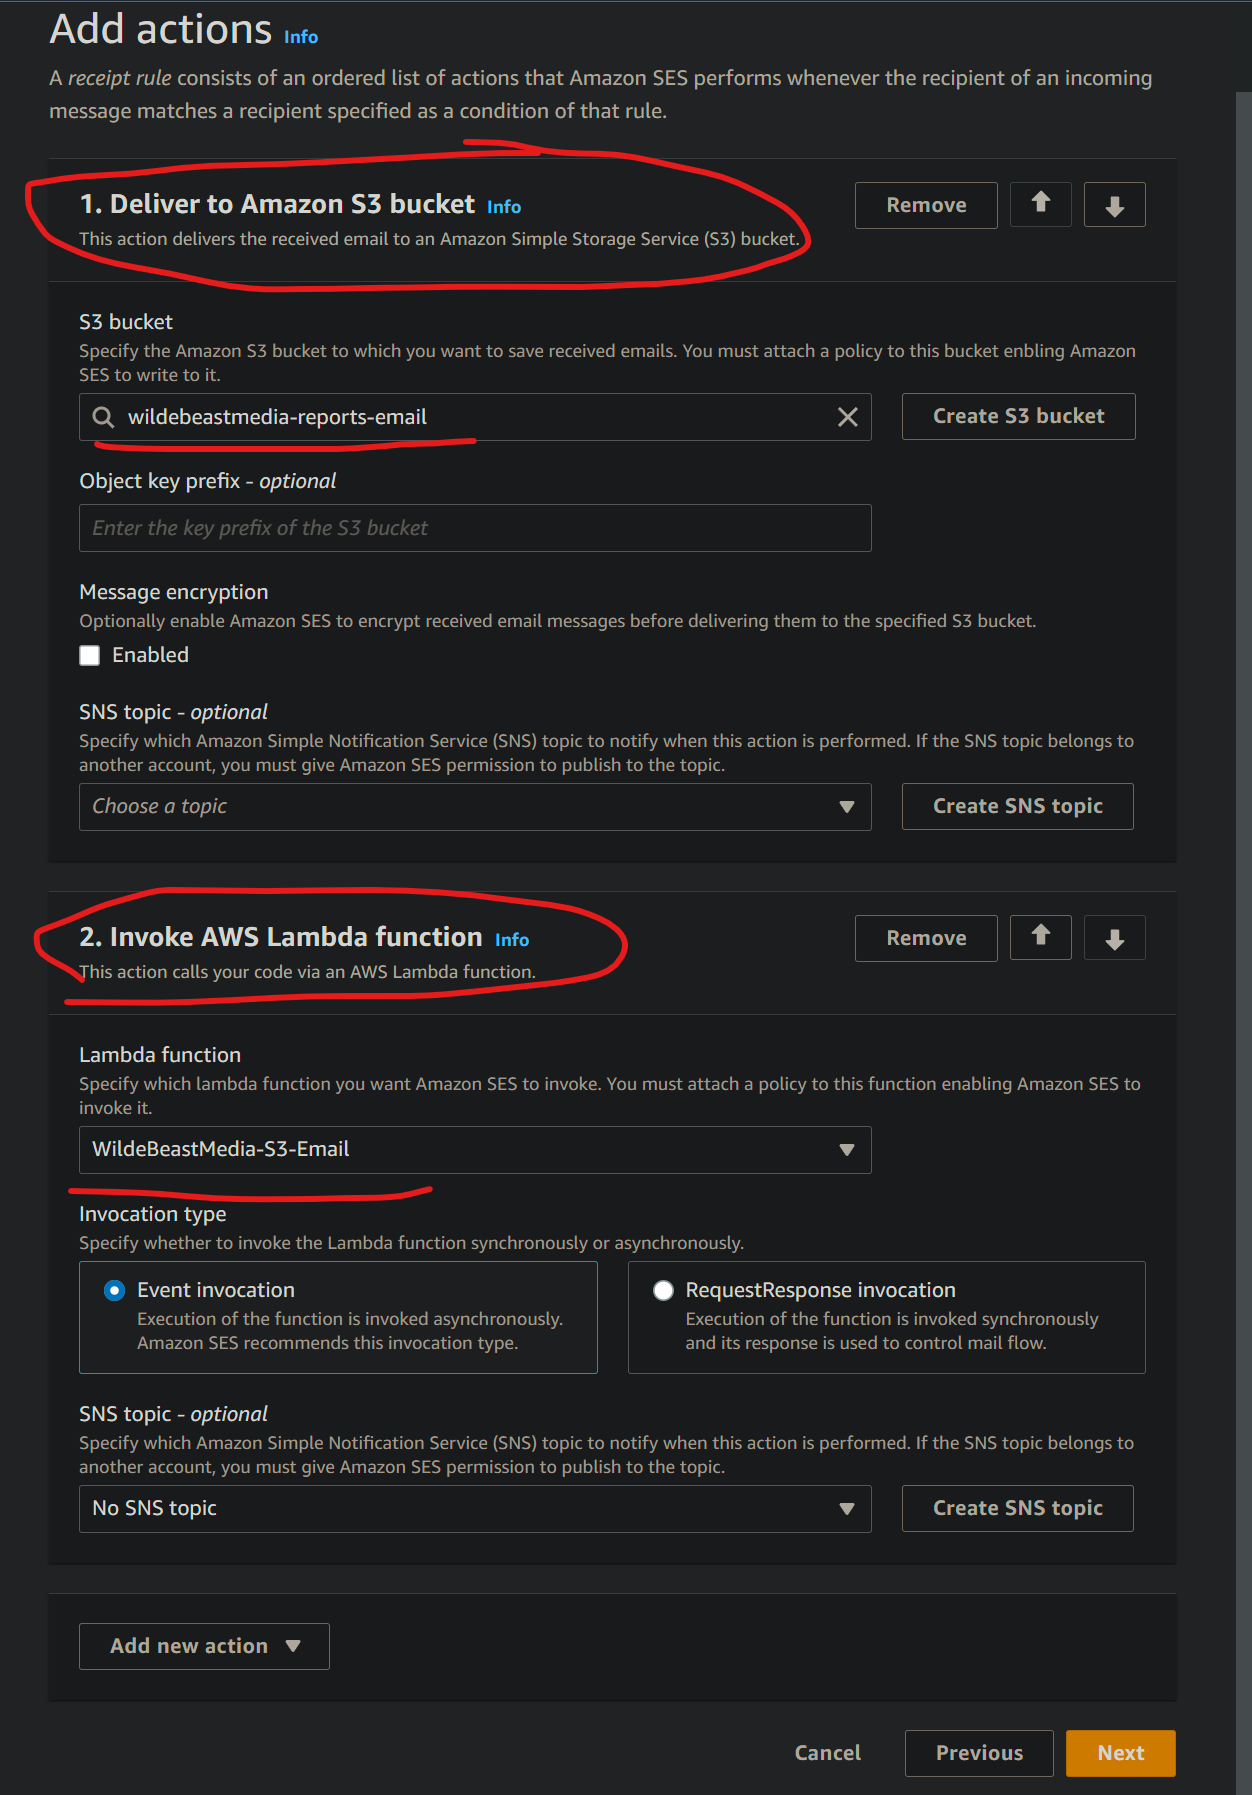 Add actions Info
A receipt rule consists of an ordered list of actions that Amazon SES performs whenever the recipient of an incoming
message matches a recipient specified as a condition of that rule.
1. Deliver to Amazon S3 bucket Info
Remove
This action delivers the received email to an Amazon Simple Storage Service (S3) bucket.
S3 bucket
Specify the Amazon S3 bucket to which you want to save received emails. You must attach a policy to this bucket enbling Amazon
SES to write to it.
wildebeastmedia-reports-email
Create S3 bucket
Object key prefix - optional
Enter the key prefix of the S3 bucket
Message encryption
Optionally enable Amazon SES to encrypt received email messages before delivering them to the specified S3 bucket.
Enabled
SNS topic - optional
Specify which Amazon Simple Notification Service (SNS) topic to notify when this action is performed. If the SNS topic belongs to
another account, you must give Amazon SES permission to publish to the topic.
Choose a topic
Create SNS topic
2. Invoke AWS Lambda function Info
Remove
This action calls your code via an AWS Lambda function.
Lambda function
Specify which lambda function you want Amazon SES to invoke. You must attach a policy to this function enabling Amazon SES to
invoke it.
WildeBeastMedia-S3-Email
Invocation type
Specify whether to invoke the Lambda function synchronously or asynchronously.
Event invocation
Execution of the function is invoked asynchronously.
Amazon SES recommends this invocation type.
RequestResponse invocation
Execution of the function is invoked synchronously
and its response is used to control mail flow.
SNS topic - optional
Specify which Amazon Simple Notification Service (SNS) topic to notify when this action is performed. If the SNS topic belongs to
another account, you must give Amazon SES permission to publish to the topic.
No SNS topic
Create SNS topic
Add new action
Cancel
Previous
Next